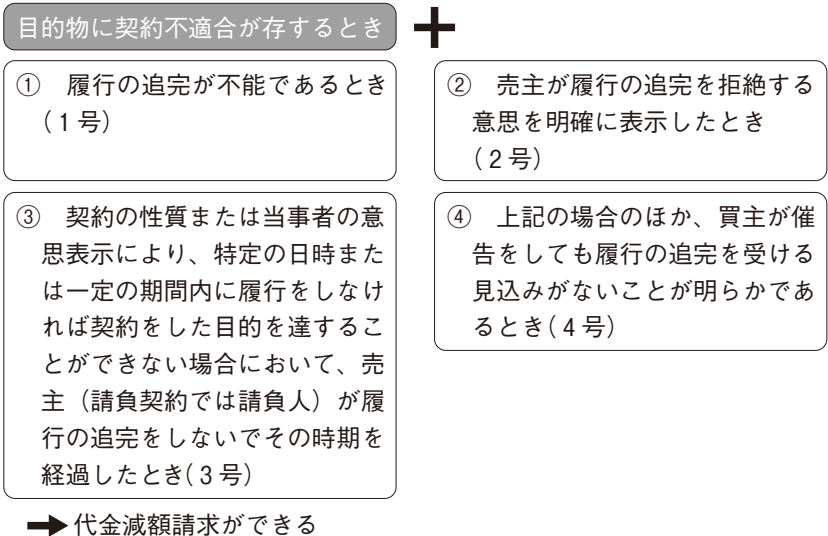 目的物に契約不適合が存するとき
＋
① 履行の追完が不能であるとき
（1号）
② 売主が履行の追完を拒絶する
意思を明確に表示したとき
（2号）
③ 契約の性質または当事者の意
思表示により、特定の日時また
は一定の期間内に履行をしなけ
れば契約をした目的を達するこ
とができない場合において、売
主（請負契約では請負人）が履
行の追完をしないでその時期を
経過したとき（3号）
④ 上記の場合のほか、買主が催
告をしても履行の追完を受ける
見込みがないことが明らかであ
るとき（4号）
➡ 代金減額請求ができる